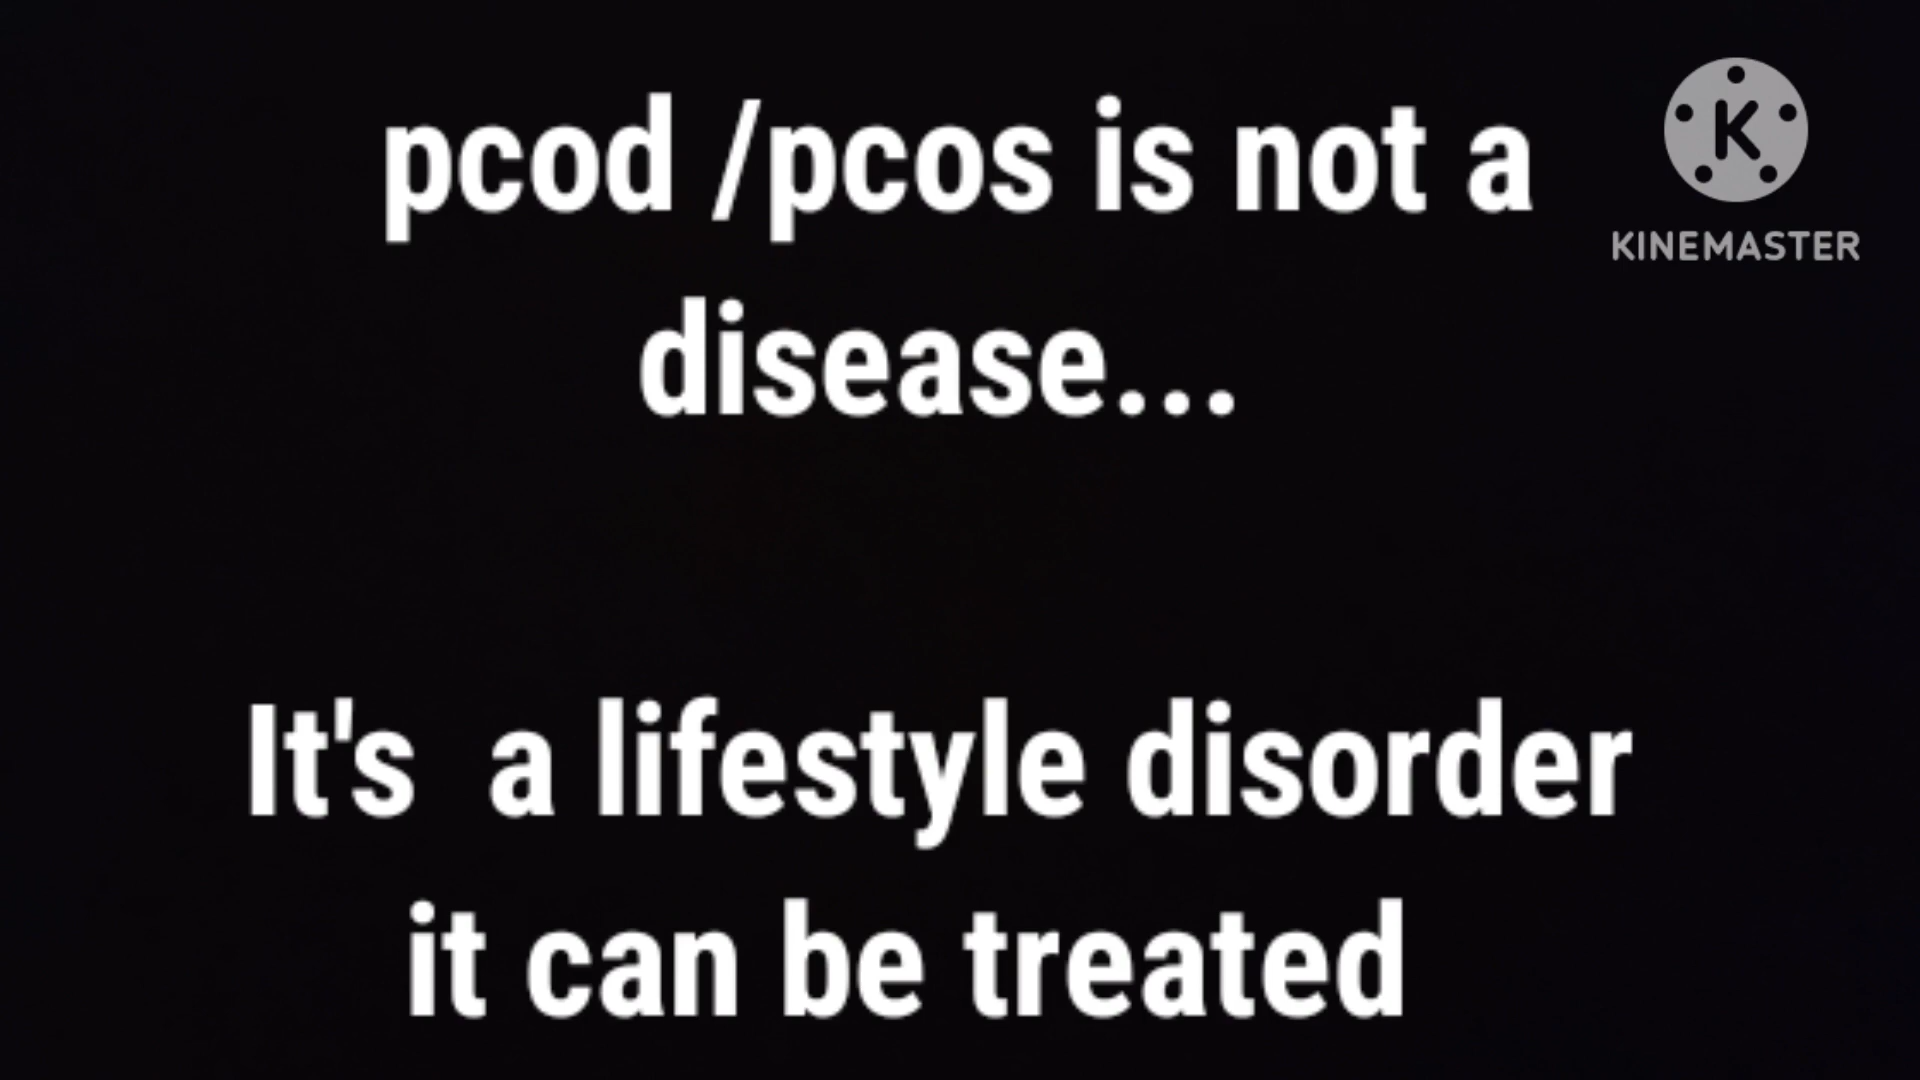 pcod /pcos is not a
disease...
It's  a lifestyle disorder
it can be treated
K
KINEMASTER